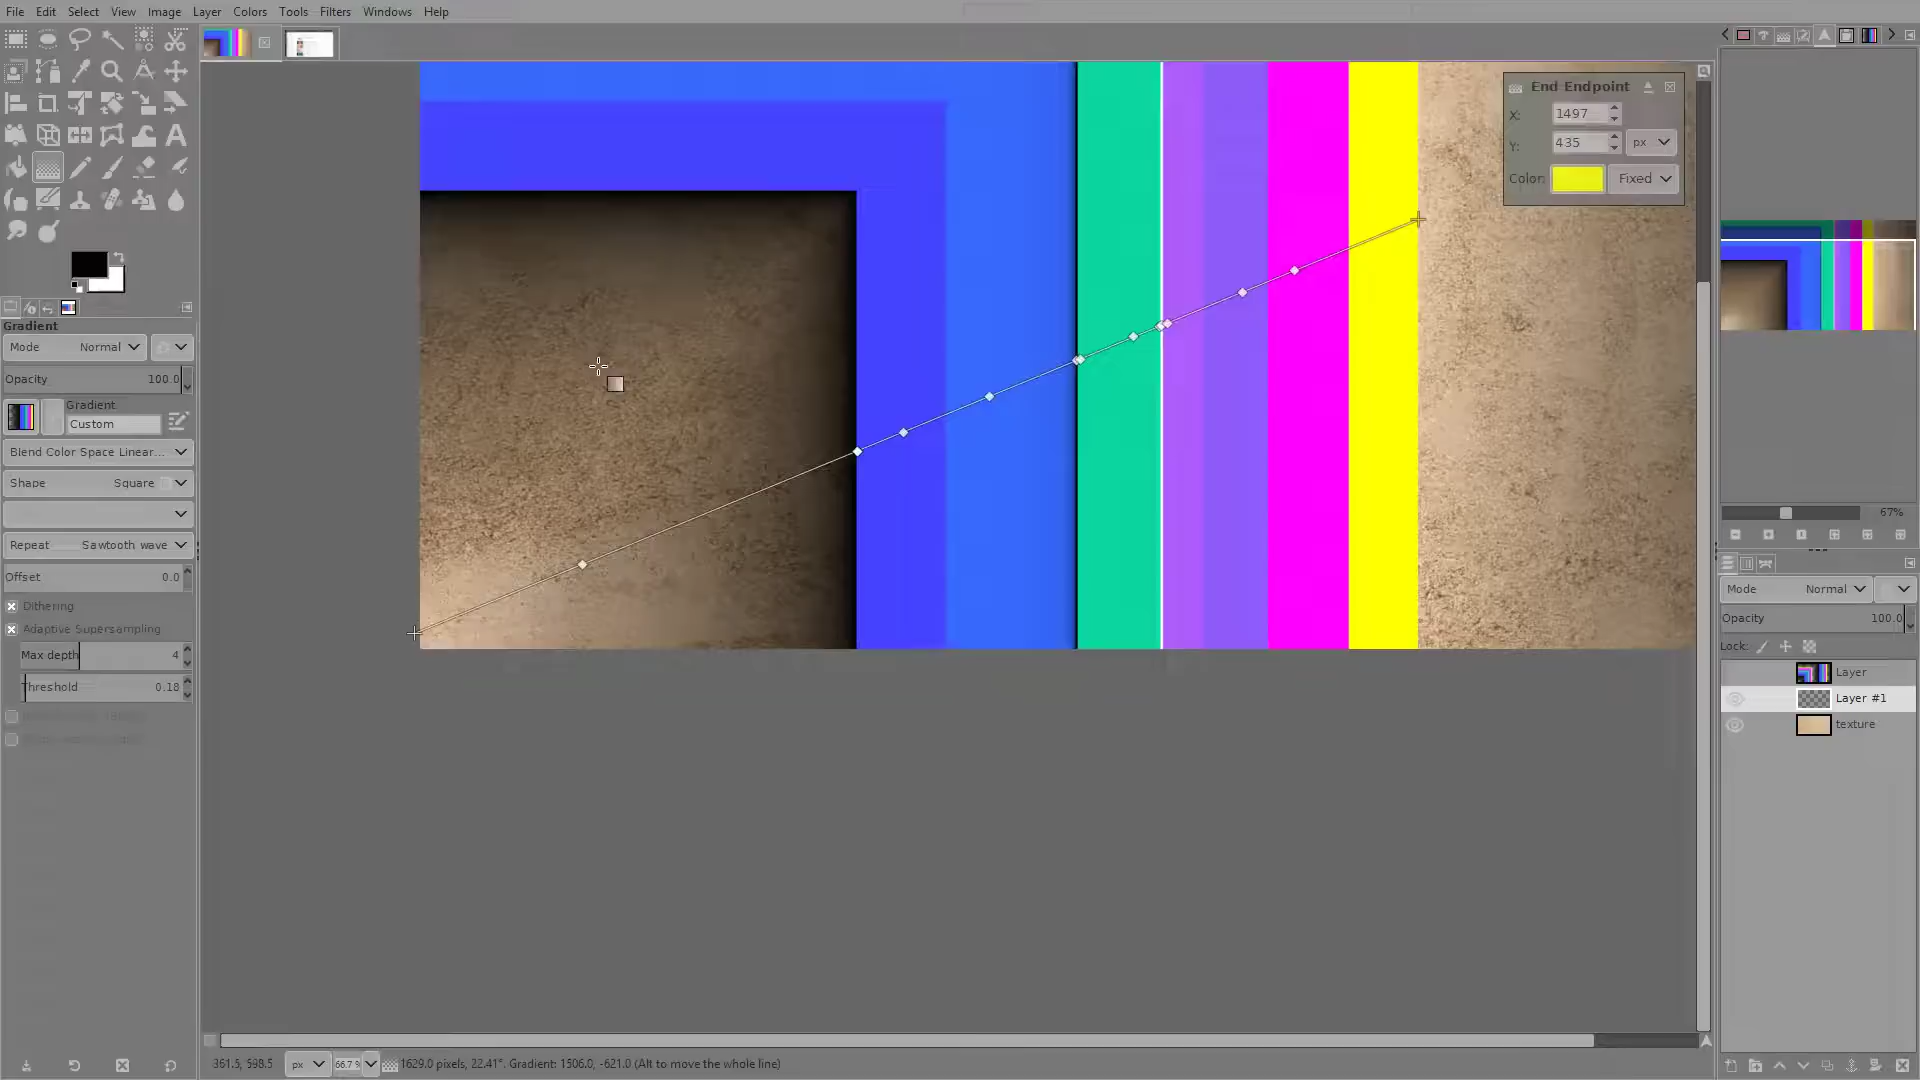 File Edit Select View Image Layer Colors Tools Filters Windows Help
End Endpoint
X: 1497
Y: 435 px
Color: Fixed
Gradient
Mode Normal
Opacity 100.0
Gradient
Custom
Blend Color Space Linear...
Shape Square
Repeat Sawtooth wave
Offset 0.0
Dithering
Adaptive Supersampling
Max depth 4
Threshold 0.18
67%
Mode Normal
Opacity 100.0
Lock:
Layer
Layer #1
texture
361.5, 598.5 px 66.7 % 1629.0 pixels, 22.41°. Gradient: 1506.0, -621.0 (Alt to move the whole line)